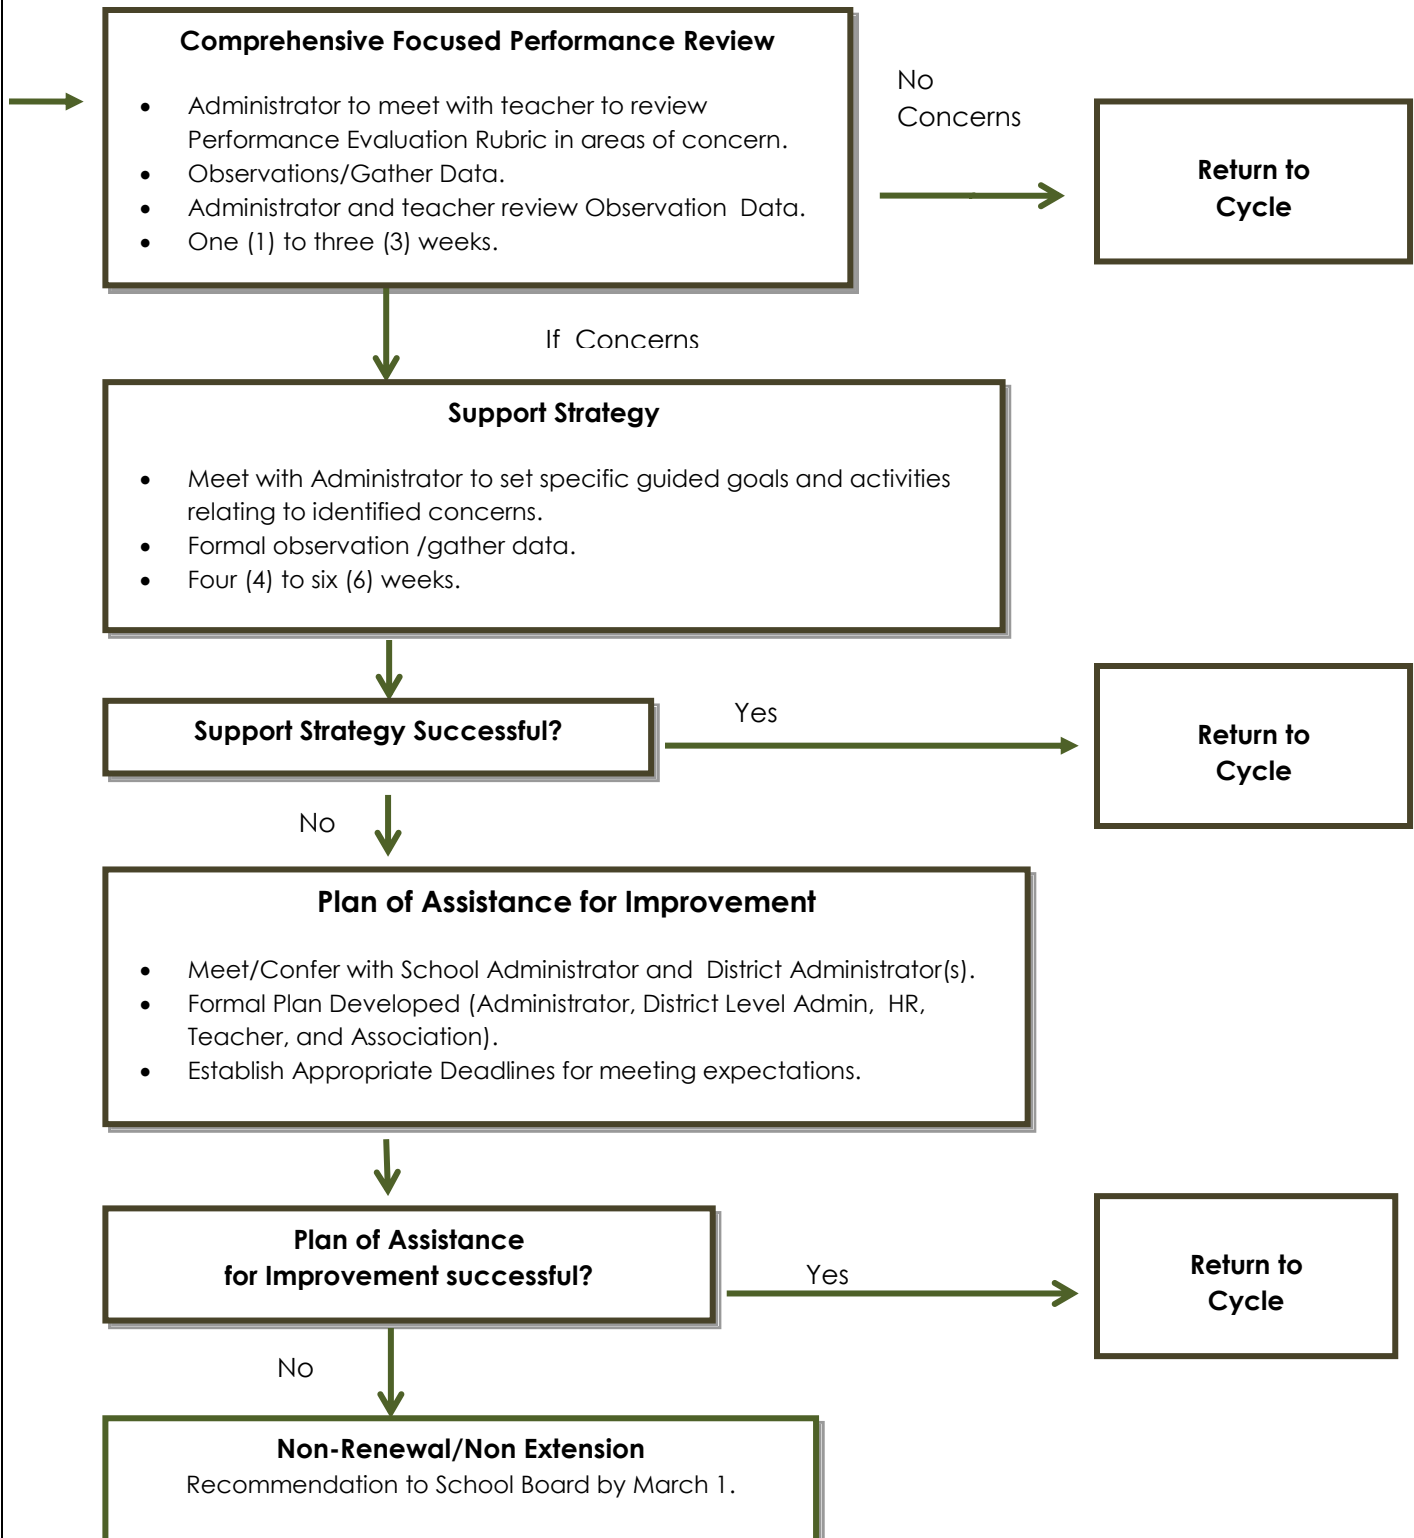 Comprehensive Focused Performance Review
• Administrator to meet with teacher to review
Performance Evaluation Rubric in areas of concern.
• Observations/Gather Data.
• Administrator and teacher review Observation Data.
• One (1) to three (3) weeks.
No
Concerns
Return to
Cycle
If Concerns
Support Strategy
• Meet with Administrator to set specific guided goals and activities
relating to identified concerns.
• Formal observation /gather data.
• Four (4) to six (6) weeks.
Support Strategy Successful?
Yes
Return to
Cycle
No
Plan of Assistance for Improvement
• Meet/Confer with School Administrator and District Administrator(s).
• Formal Plan Developed (Administrator, District Level Admin, HR,
Teacher, and Association).
• Establish Appropriate Deadlines for meeting expectations.
Plan of Assistance
for Improvement successful?
Yes
Return to
Cycle
No
Non-Renewal/Non Extension
Recommendation to School Board by March 1.